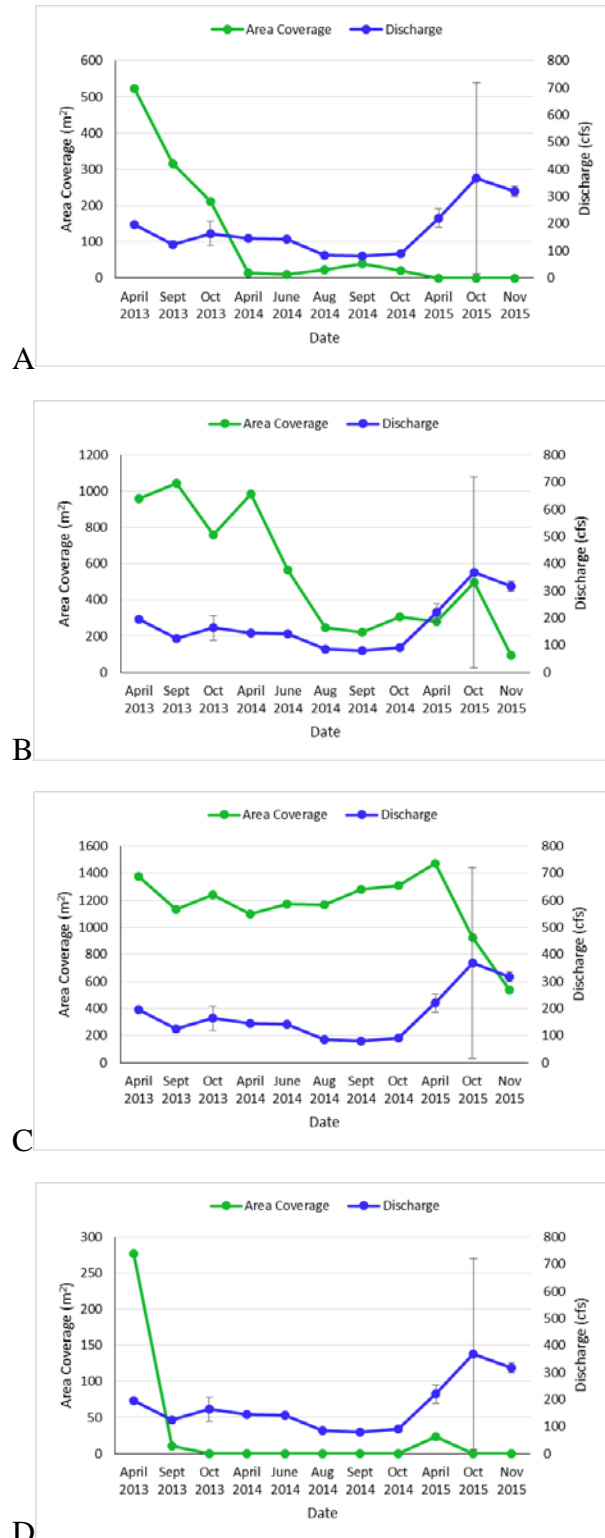 Area Coverage Discharge
600 800
700
500
600
400
500
300 400
300
200
200
100
100
0 0
Area Coverage (m²)
Discharge (cfs)
April Sept Oct April June Aug Sept Oct April Oct Nov
2013 2013 2013 2014 2014 2014 2014 2014 2015 2015 2015
Date
A
Area Coverage Discharge
1200 800
700
1000
600
800
500
600 400
300
400
200
200
100
0 0
Area Coverage (m²)
Discharge (cfs)
April Sept Oct April June Aug Sept Oct April Oct Nov
2013 2013 2013 2014 2014 2014 2014 2014 2015 2015 2015
Date
B
Area Coverage Discharge
1600 800
1400 700
1200 600
1000 500
800 400
600 300
400 200
200 100
0 0
Area Coverage (m²)
Discharge (cfs)
April Sept Oct April June Aug Sept Oct April Oct Nov
2013 2013 2013 2014 2014 2014 2014 2014 2015 2015 2015
Date
C
Area Coverage Discharge
300 800
700
250
600
200
500
150 400
300
100
200
50
100
0 0
Area Coverage (m²)
Discharge (cfs)
April Sept Oct April June Aug Sept Oct April Oct Nov
2013 2013 2013 2014 2014 2014 2014 2014 2015 2015 2015
Date
D